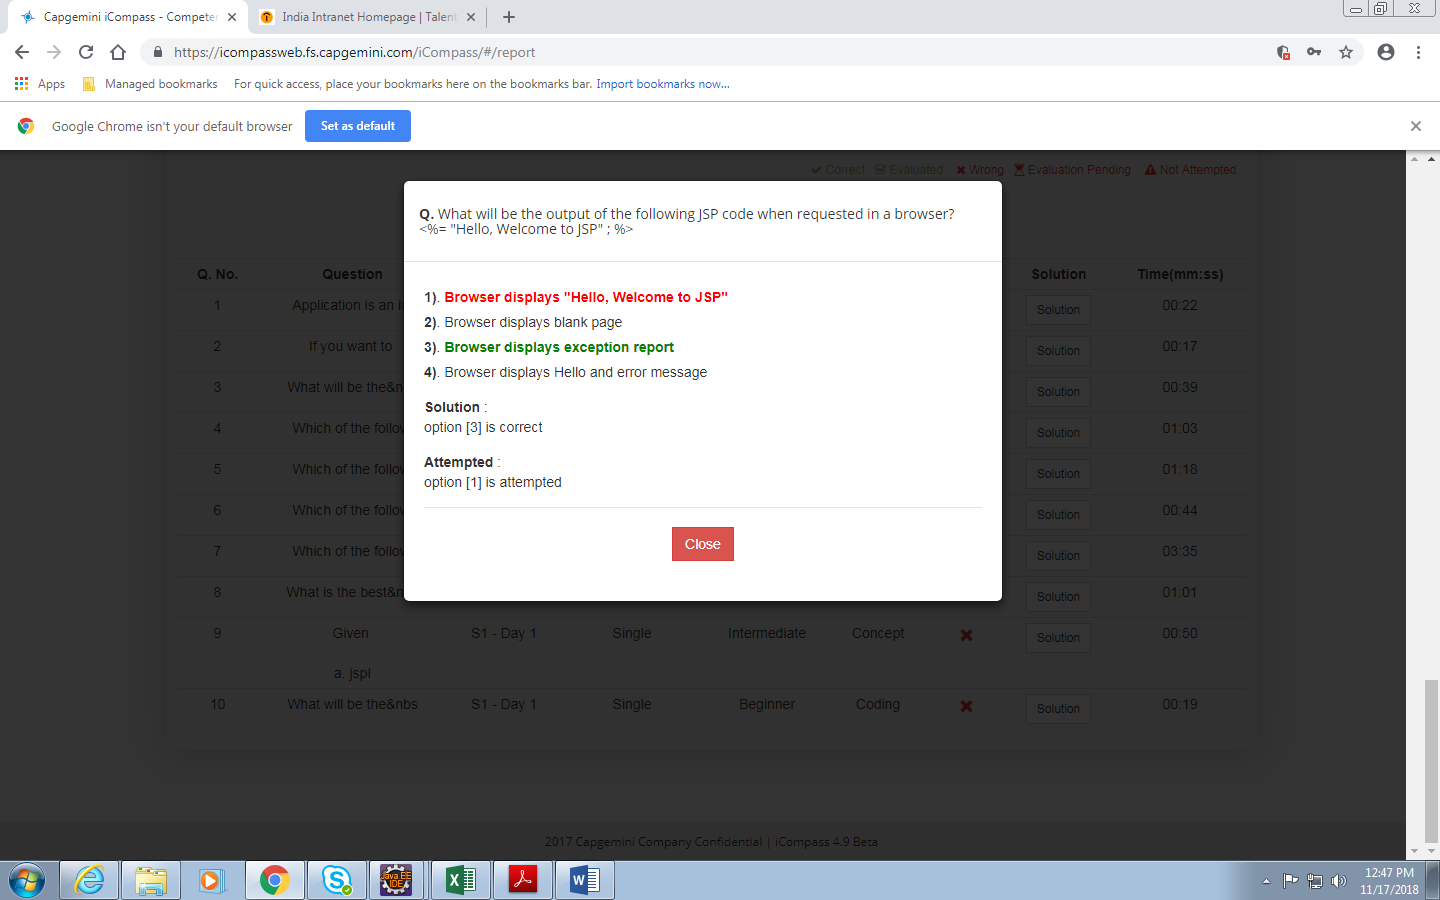 Capgemini iCompass - Competen
India Intranet Homepage | Talent
https://icompassweb.fs.capgemini.com/iCompass/#/report
Apps
Managed bookmarks
For quick access, place your bookmarks here on the bookmarks bar. Import bookmarks now...
Google Chrome isn't your default browser
Set as default
Correct Evaluated Wrong Evaluation Pending Not Attempted
Q. What will be the output of the following JSP code when requested in a browser?
<%= "Hello, Welcome to JSP" ; %>
1). Browser displays "Hello, Welcome to JSP"
2). Browser displays blank page
3). Browser displays exception report
4). Browser displays Hello and error message
Solution :
option [3] is correct
Attempted :
option [1] is attempted
Close
Q. No. Question Solution Time(mm:ss)
1 Application is an i Solution 00:22
2 If you want to Solution 00:17
3 What will be the&n Solution 00:39
4 Which of the follow Solution 01:03
5 Which of the follow Solution 01:18
6 Which of the follow Solution 00:44
7 Which of the follow Solution 03:35
8 What is the best&n Solution 01:01
9 Given S1 - Day 1 Single Intermediate Concept Solution 00:50
a. jspl
10 What will be the&nbs S1 - Day 1 Single Beginner Coding Solution 00:19
2017 Capgemini Company Confidential | iCompass 4.9 Beta
Java EE
IDE
12:47 PM
11/17/2018